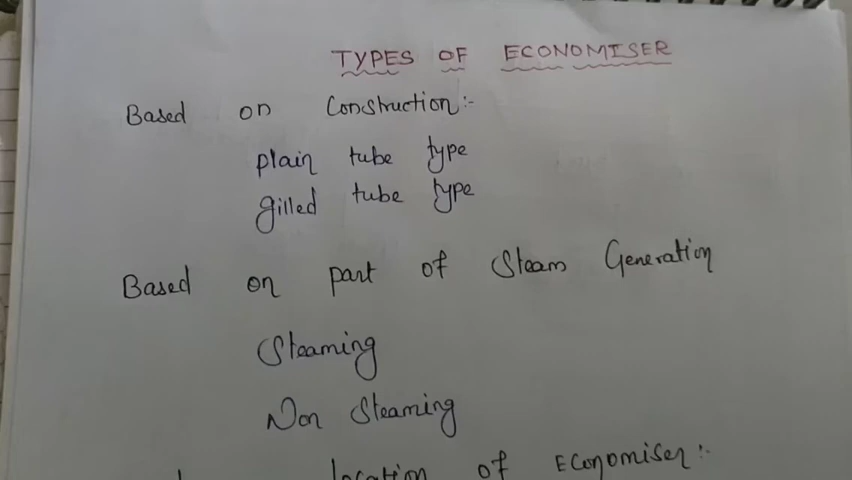 TYPES OF ECONOMISER
Based on Construction:-
plain tube type
gilled tube type
Based on part of Steam Generation
Steaming
Non Steaming
location of Economiser:-